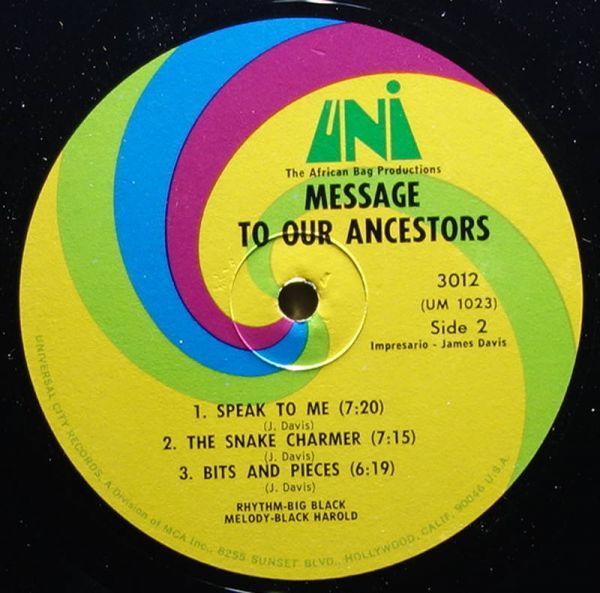 UNI
The African Bag Productions
MESSAGE
TO OUR ANCESTORS
3012
(UM 1023)
Side 2
Impresario - James Davis
1. SPEAK TO ME (7:20)
(J. Davis)
2. THE SNAKE CHARMER (7:15)
(J. Davis)
3. BITS AND PIECES (6:19)
(J. Davis)
RHYTHM-BIG BLACK
MELODY-BLACK HAROLD
UNIVERSAL CITY RECORDS, A Division of MCA Inc., 8255 SUNSET BLVD., HOLLYWOOD, CALIF. 90046 U.S.A.